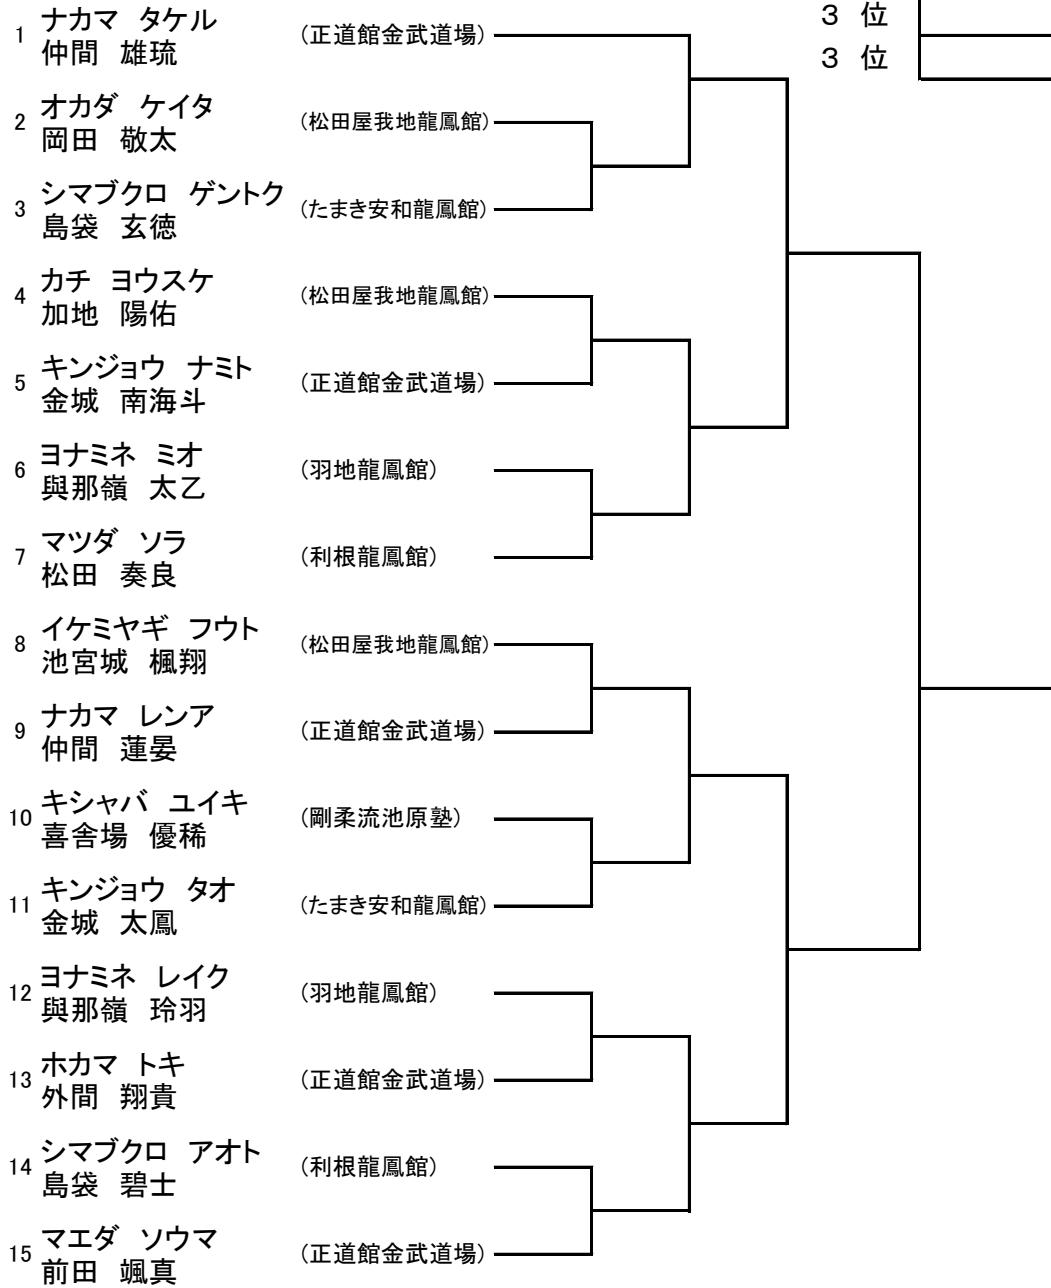 3 位
3 位
1 ナカマ タケル (正道館金武道場)
仲間 雄琉
2 オカダ ケイタ (松田屋我地龍鳳館)
岡田 敬太
3 シマブクロ ゲントク (たまき安和龍鳳館)
島袋 玄徳
4 カチ ヨウスケ (松田屋我地龍鳳館)
加地 陽佑
5 キンジョウ ナミト (正道館金武道場)
金城 南海斗
6 ヨナミネ ミオ (羽地龍鳳館)
與那嶺 太乙
7 マツダ ソラ (利根龍鳳館)
松田 奏良
8 イケミヤギ フウト (松田屋我地龍鳳館)
池宮城 楓翔
9 ナカマ レンア (正道館金武道場)
仲間 蓮晏
10 キシャバ ユイキ (剛柔流池原塾)
喜舎場 優稀
11 キンジョウ タオ (たまき安和龍鳳館)
金城 太鳳
12 ヨナミネ レイク (羽地龍鳳館)
與那嶺 玲羽
13 ホカマ トキ (正道館金武道場)
外間 翔貴
14 シマブクロ アオト (利根龍鳳館)
島袋 碧士
15 マエダ ソウマ (正道館金武道場)
前田 颯真